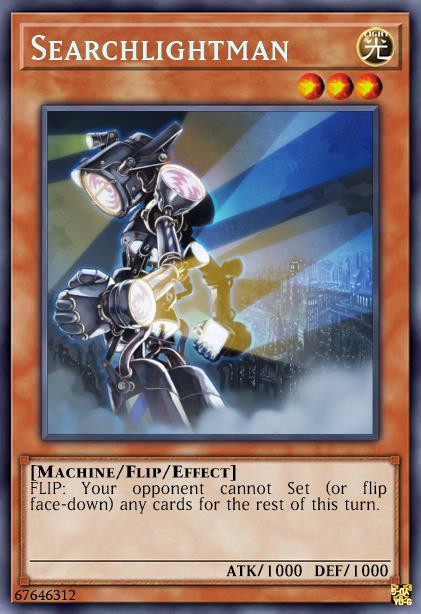 SEARCHLIGHTMAN
LIGHT
光
[MACHINE/FLIP/EFFECT]
FLIP: Your opponent cannot Set (or flip
face-down) any cards for the rest of this turn.
ATK/1000 DEF/1000
67646312